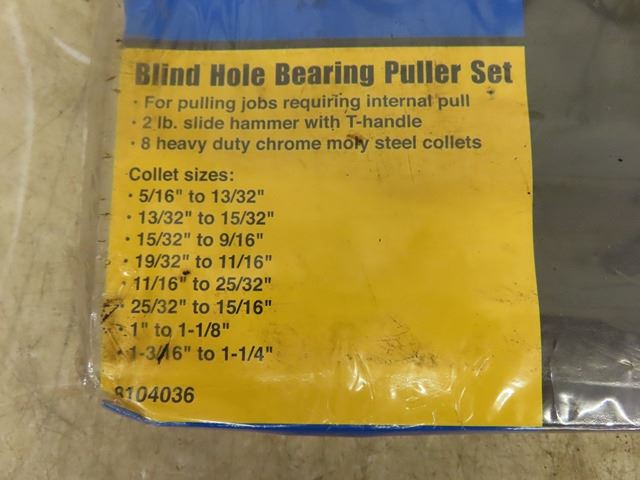 Blind Hole Bearing Puller Set
• For pulling jobs requiring internal pull
• 2 lb. slide hammer with T-handle
• 8 heavy duty chrome moly steel collets
Collet sizes:
• 5/16" to 13/32"
• 13/32" to 15/32"
• 15/32" to 9/16"
• 19/32" to 11/16"
• 11/16" to 25/32"
• 25/32" to 15/16"
• 1" to 1-1/8"
• 1-3/16" to 1-1/4"
8104036